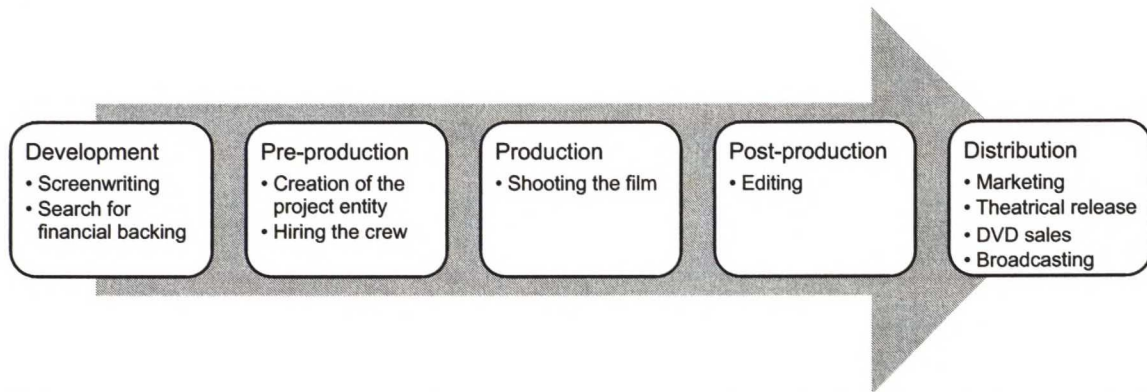 Development
• Screenwriting
• Search for
financial backing
Pre-production
• Creation of the
project entity
• Hiring the crew
Production
• Shooting the film
Post-production
• Editing
Distribution
• Marketing
• Theatrical release
• DVD sales
• Broadcasting